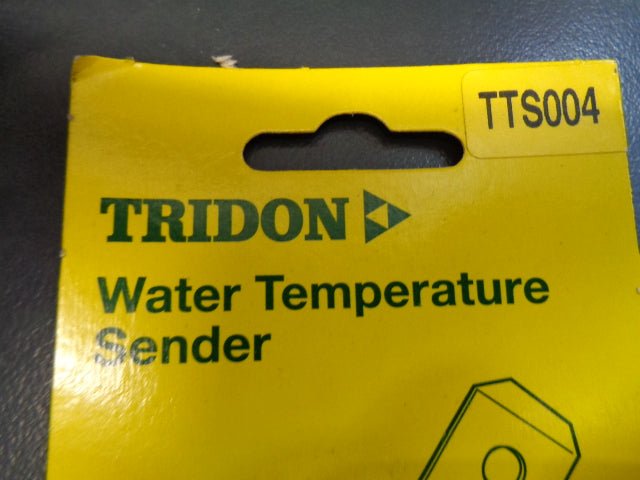 TTS004
TRIDON
Water Temperature
Sender